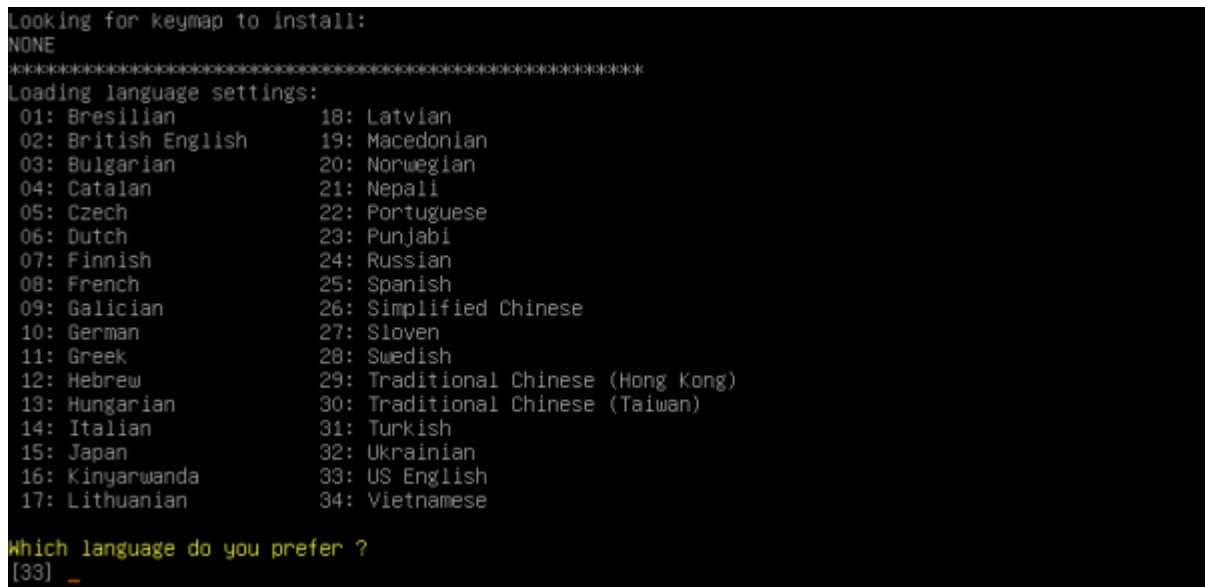 Looking for keymap to install:
NONE
*************************************************************
Loading language settings:
01: Bresilian 18: Latvian
02: British English 19: Macedonian
03: Bulgarian 20: Norwegian
04: Catalan 21: Nepali
05: Czech 22: Portuguese
06: Dutch 23: Punjabi
07: Finnish 24: Russian
08: French 25: Spanish
09: Galician 26: Simplified Chinese
10: German 27: Sloven
11: Greek 28: Swedish
12: Hebrew 29: Traditional Chinese (Hong Kong)
13: Hungarian 30: Traditional Chinese (Taiwan)
14: Italian 31: Turkish
15: Japan 32: Ukrainian
16: Kinyarwanda 33: US English
17: Lithuanian 34: Vietnamese
Which language do you prefer ?
[33] _